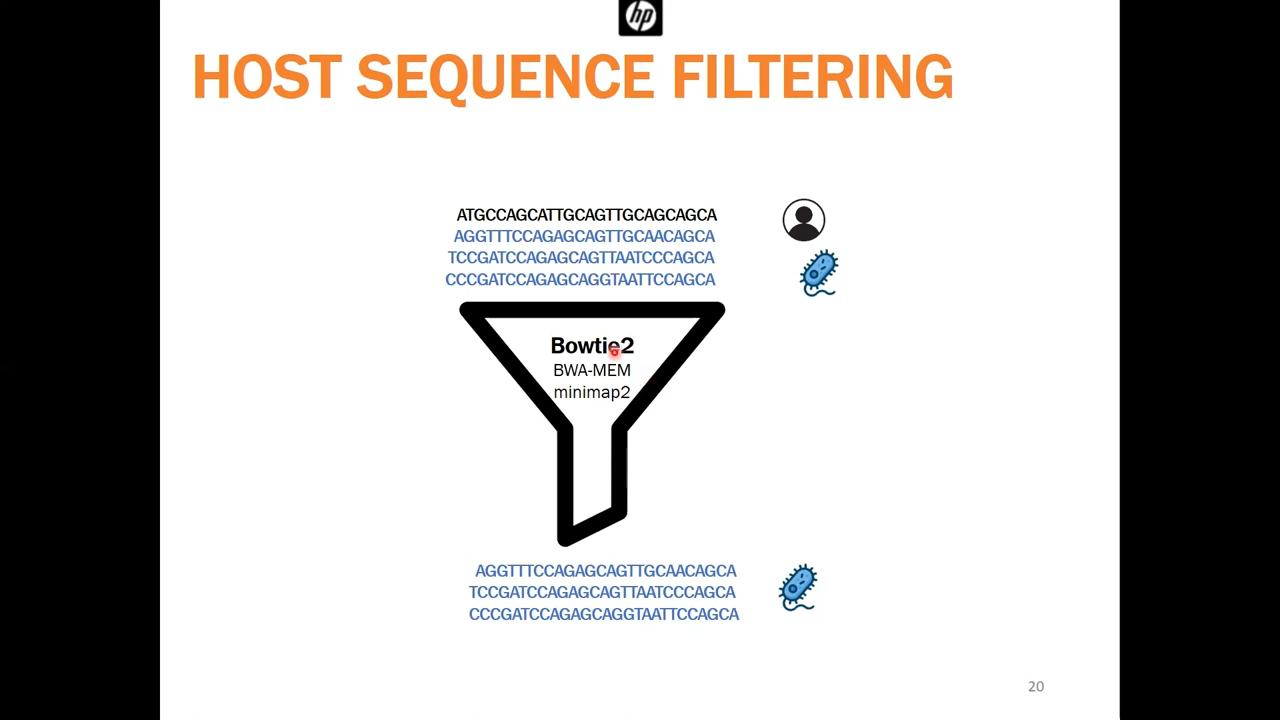 hp
HOST SEQUENCE FILTERING
ATGCCAGCATTGCAGTTGCAGCAGCA
AGGTTTCCAGAGCAGTTGCAACAGCA
TCCGATCCAGAGCAGTTAATCCCAGCA
CCCGATCCAGAGCAGGTAATTCCAGCA
Bowtie2
BWA-MEM
minimap2
AGGTTTCCAGAGCAGTTGCAACAGCA
TCCGATCCAGAGCAGTTAATCCCAGCA
CCCGATCCAGAGCAGGTAATTCCAGCA
20